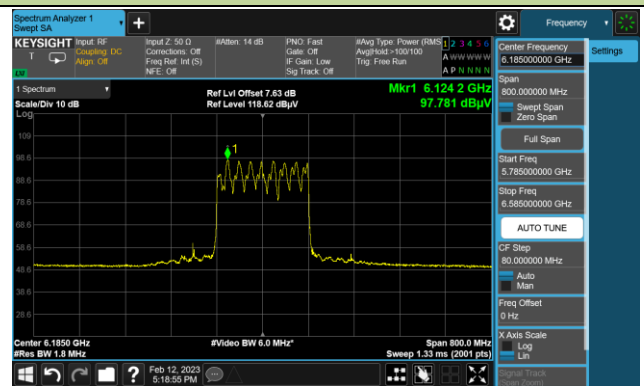 Spectrum Analyzer 1
Swept SA
Frequency
KEYSIGHT
Input: RF
Coupling: DC
Align: Off
Input Z: 50 Ω
Corrections: Off
Freq Ref: Int (S)
NFE: Off
#Atten: 14 dB
PNO: Fast
Gate: Off
IF Gain: Low
Sig Track: Off
#Avg Type: Power (RMS
Avg|Hold:>100/100
Trig: Free Run
1 2 3 4 5 6
A W W W W W
A P N N N N
T
LW
1 Spectrum
Scale/Div 10 dB
Log
Ref Lvl Offset 7.63 dB
Ref Level 118.62 dBµV
Mkr1 6.124 2 GHz
97.781 dBµV
1
109
98.6
88.6
78.6
68.6
58.6
48.6
38.6
28.6
Center 6.1850 GHz
#Res BW 1.8 MHz
#Video BW 6.0 MHz*
Span 800.0 MHz
Sweep 1.33 ms (2001 pts)
Feb 12, 2023
5:18:55 PM
Center Frequency
6.185000000 GHz
Settings
Span
800.000000 MHz
Swept Span
Zero Span
Full Span
Start Freq
5.785000000 GHz
Stop Freq
6.585000000 GHz
AUTO TUNE
CF Step
80.000000 MHz
Auto
Man
Freq Offset
0 Hz
X Axis Scale
Log
Lin
Signal Track
(Span Zoom)